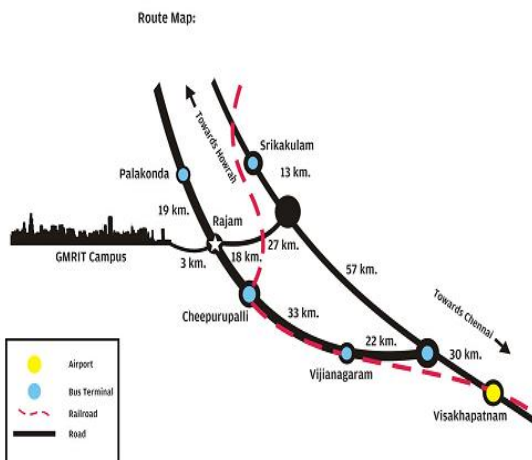 Route Map:
Towards Howrah
Srikakulam
13 km.
Palakonda
19 km.
Rajam
27 km.
GMRIT Campus
3 km.
18 km.
57 km.
Cheepurupalli
33 km.
Towards Chennai
22 km.
30 km.
Vijianagaram
Visakhapatnam
Airport
Bus Terminal
Railroad
Road